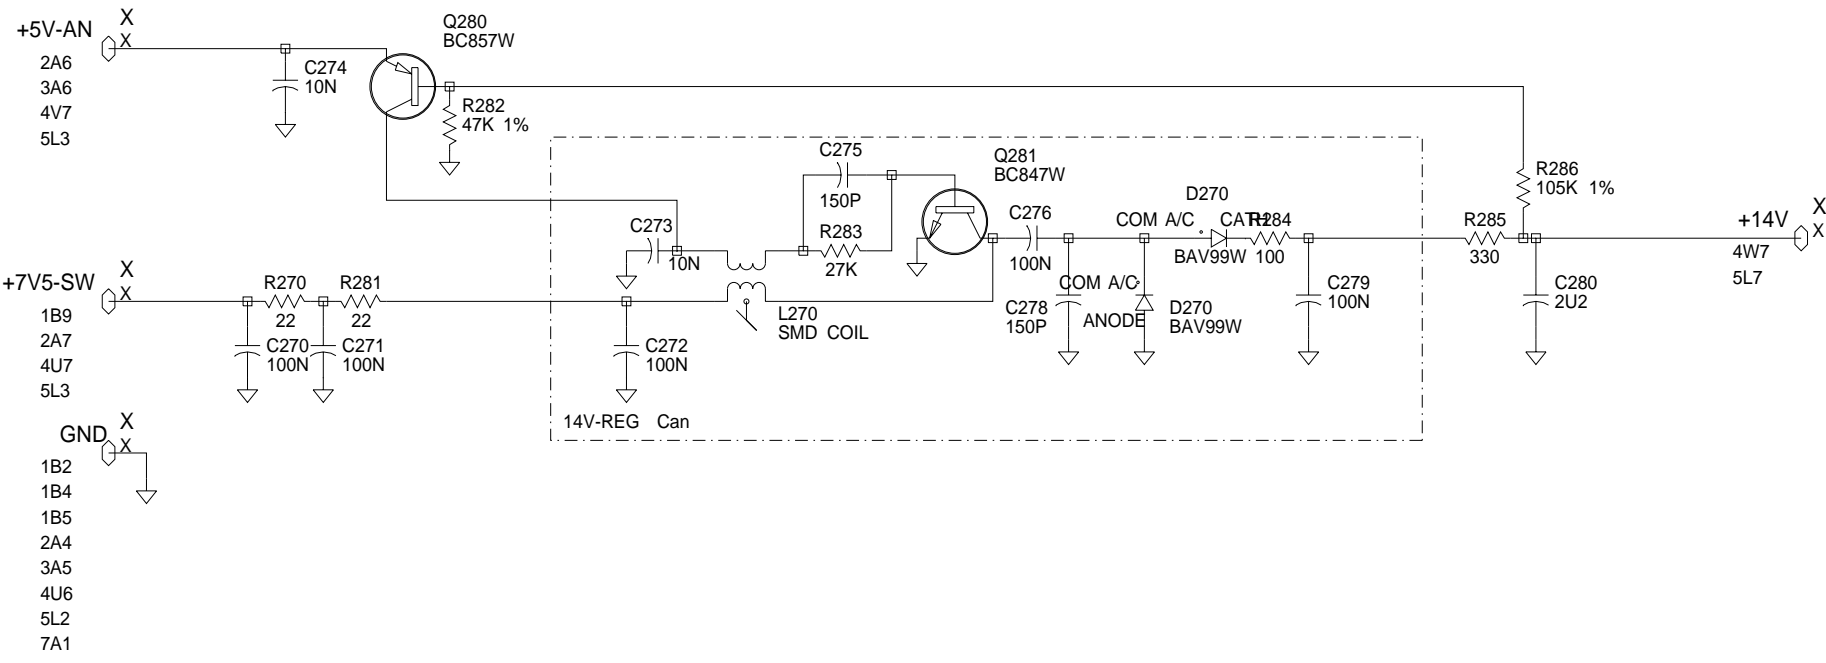 +5V-AN
X
X
2A6
3A6
4V7
5L3
C274
10N
Q280
BC857W
R282
47K 1%
C275
150P
R283
27K
Q281
BC847W
C273
10N
C276
100N
COM A/C
D270
CATH
BAV99W
R284
100
R285
330
R286
105K 1%
+14V
X
X
4W7
5L7
+7V5-SW
X
X
1B9
2A7
4U7
5L3
R270
22
R281
22
C270
100N
C271
100N
C272
100N
L270
SMD COIL
COM A/C
C278
150P
ANODE
D270
BAV99W
C279
100N
C280
2U2
14V-REG Can
GND
X
X
1B2
1B4
1B5
2A4
3A5
4U6
5L2
7A1